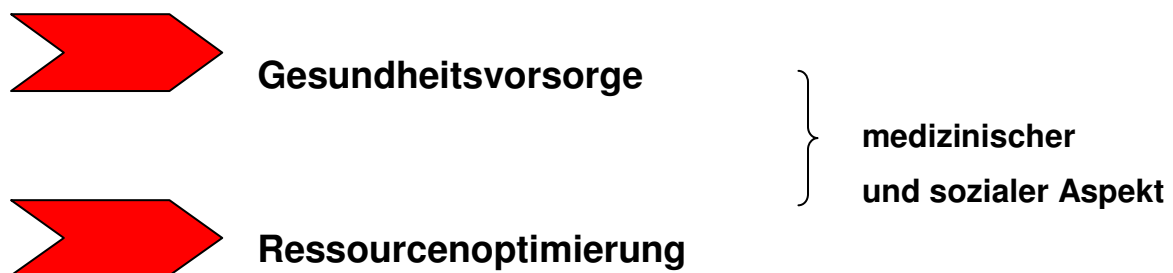 Gesundheitsvorsorge
medizinischer
und sozialer Aspekt
Ressourcenoptimierung